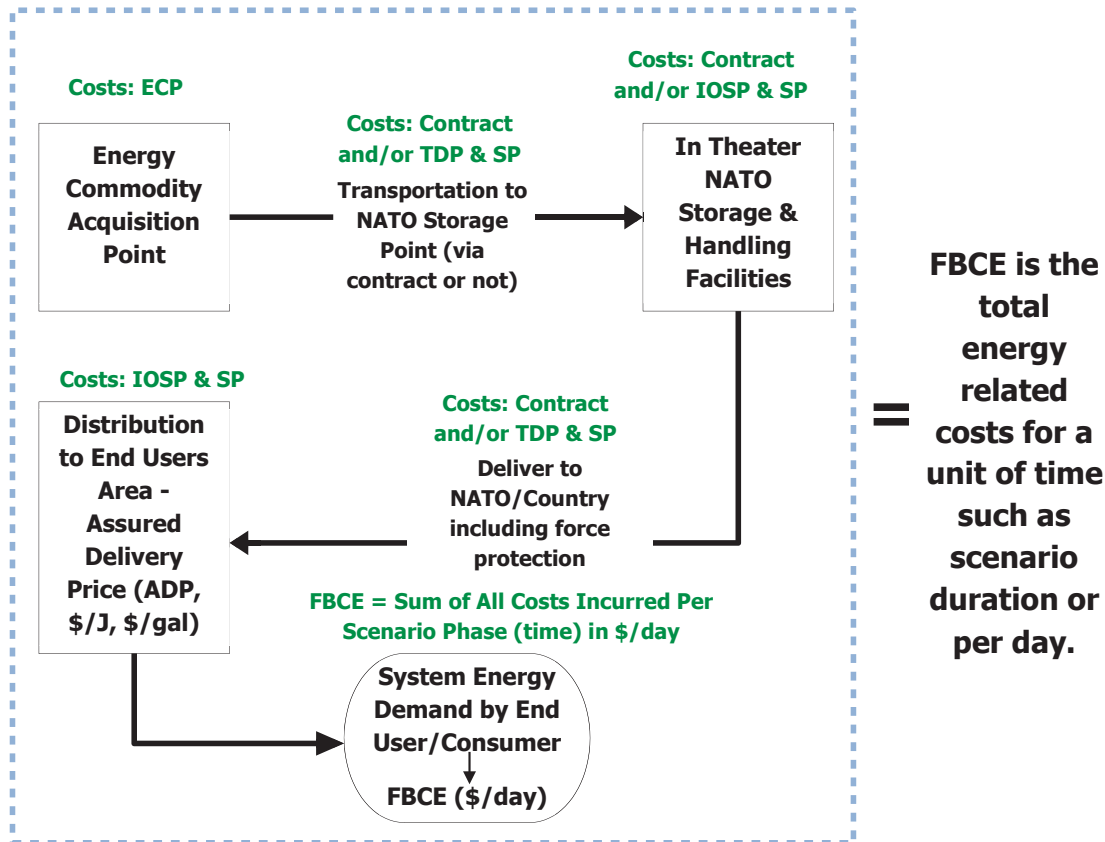 Costs: ECP
Energy
Commodity
Acquisition
Point
Costs: Contract
and/or TDP & SP
Transportation to
NATO Storage
Point (via
contract or not)
Costs: Contract
and/or IOSP & SP
In Theater
NATO
Storage &
Handling
Facilities
Costs: Contract
and/or TDP & SP
Deliver to
NATO/Country
including force
protection
Costs: IOSP & SP
Distribution
to End Users
Area -
Assured
Delivery
Price (ADP,
$/J, $/gal)
FBCE = Sum of All Costs Incurred Per
Scenario Phase (time) in $/day
System Energy
Demand by End
User/Consumer
FBCE ($/day)
=
FBCE is the
total
energy
related
costs for a
unit of time
such as
scenario
duration or
per day.